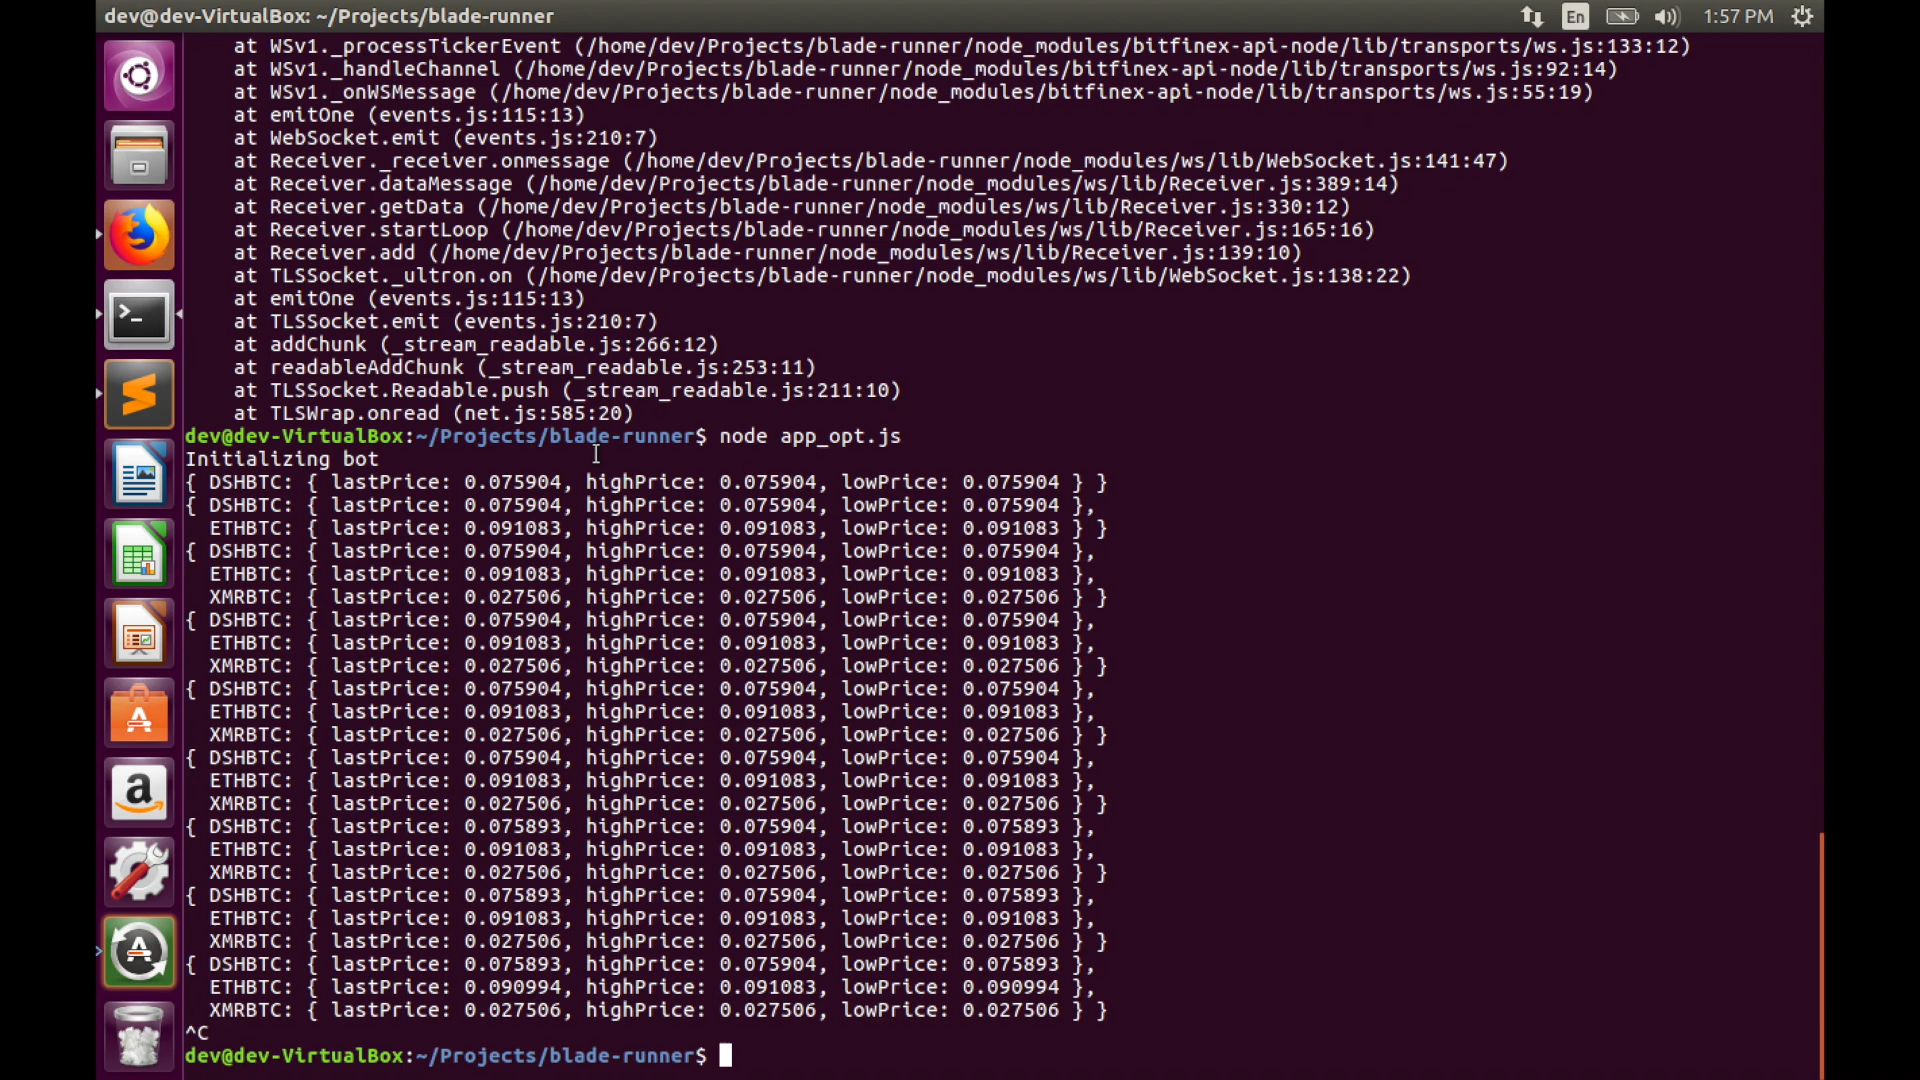 dev@dev-VirtualBox: ~/Projects/blade-runner
En
1:57 PM
at WSv1._processTickerEvent (/home/dev/Projects/blade-runner/node_modules/bitfinex-api-node/lib/transports/ws.js:133:12)
at WSv1._handleChannel (/home/dev/Projects/blade-runner/node_modules/bitfinex-api-node/lib/transports/ws.js:92:14)
at WSv1._onWSMessage (/home/dev/Projects/blade-runner/node_modules/bitfinex-api-node/lib/transports/ws.js:55:19)
at emitOne (events.js:115:13)
at WebSocket.emit (events.js:210:7)
at Receiver._receiver.onmessage (/home/dev/Projects/blade-runner/node_modules/ws/lib/WebSocket.js:141:47)
at Receiver.dataMessage (/home/dev/Projects/blade-runner/node_modules/ws/lib/Receiver.js:389:14)
at Receiver.getData (/home/dev/Projects/blade-runner/node_modules/ws/lib/Receiver.js:330:12)
at Receiver.startLoop (/home/dev/Projects/blade-runner/node_modules/ws/lib/Receiver.js:165:16)
at Receiver.add (/home/dev/Projects/blade-runner/node_modules/ws/lib/Receiver.js:139:10)
at TLSSocket._ultron.on (/home/dev/Projects/blade-runner/node_modules/ws/lib/WebSocket.js:138:22)
at emitOne (events.js:115:13)
at TLSSocket.emit (events.js:210:7)
at addChunk (_stream_readable.js:266:12)
at readableAddChunk (_stream_readable.js:253:11)
at TLSSocket.Readable.push (_stream_readable.js:211:10)
at TLSWrap.onread (net.js:585:20)
dev@dev-VirtualBox:~/Projects/blade-runner$ node app_opt.js
Initializing bot
{ DSHBTC: { lastPrice: 0.075904, highPrice: 0.075904, lowPrice: 0.075904 } }
{ DSHBTC: { lastPrice: 0.075904, highPrice: 0.075904, lowPrice: 0.075904 },
ETHBTC: { lastPrice: 0.091083, highPrice: 0.091083, lowPrice: 0.091083 } }
{ DSHBTC: { lastPrice: 0.075904, highPrice: 0.075904, lowPrice: 0.075904 },
ETHBTC: { lastPrice: 0.091083, highPrice: 0.091083, lowPrice: 0.091083 },
XMRBTC: { lastPrice: 0.027506, highPrice: 0.027506, lowPrice: 0.027506 } }
{ DSHBTC: { lastPrice: 0.075904, highPrice: 0.075904, lowPrice: 0.075904 },
ETHBTC: { lastPrice: 0.091083, highPrice: 0.091083, lowPrice: 0.091083 },
XMRBTC: { lastPrice: 0.027506, highPrice: 0.027506, lowPrice: 0.027506 } }
{ DSHBTC: { lastPrice: 0.075904, highPrice: 0.075904, lowPrice: 0.075904 },
ETHBTC: { lastPrice: 0.091083, highPrice: 0.091083, lowPrice: 0.091083 },
XMRBTC: { lastPrice: 0.027506, highPrice: 0.027506, lowPrice: 0.027506 } }
{ DSHBTC: { lastPrice: 0.075904, highPrice: 0.075904, lowPrice: 0.075904 },
ETHBTC: { lastPrice: 0.091083, highPrice: 0.091083, lowPrice: 0.091083 },
XMRBTC: { lastPrice: 0.027506, highPrice: 0.027506, lowPrice: 0.027506 } }
{ DSHBTC: { lastPrice: 0.075893, highPrice: 0.075904, lowPrice: 0.075893 },
ETHBTC: { lastPrice: 0.091083, highPrice: 0.091083, lowPrice: 0.091083 },
XMRBTC: { lastPrice: 0.027506, highPrice: 0.027506, lowPrice: 0.027506 } }
{ DSHBTC: { lastPrice: 0.075893, highPrice: 0.075904, lowPrice: 0.075893 },
ETHBTC: { lastPrice: 0.091083, highPrice: 0.091083, lowPrice: 0.091083 },
XMRBTC: { lastPrice: 0.027506, highPrice: 0.027506, lowPrice: 0.027506 } }
{ DSHBTC: { lastPrice: 0.075893, highPrice: 0.075904, lowPrice: 0.075893 },
ETHBTC: { lastPrice: 0.090994, highPrice: 0.091083, lowPrice: 0.090994 },
XMRBTC: { lastPrice: 0.027506, highPrice: 0.027506, lowPrice: 0.027506 } }
^C
dev@dev-VirtualBox:~/Projects/blade-runner$